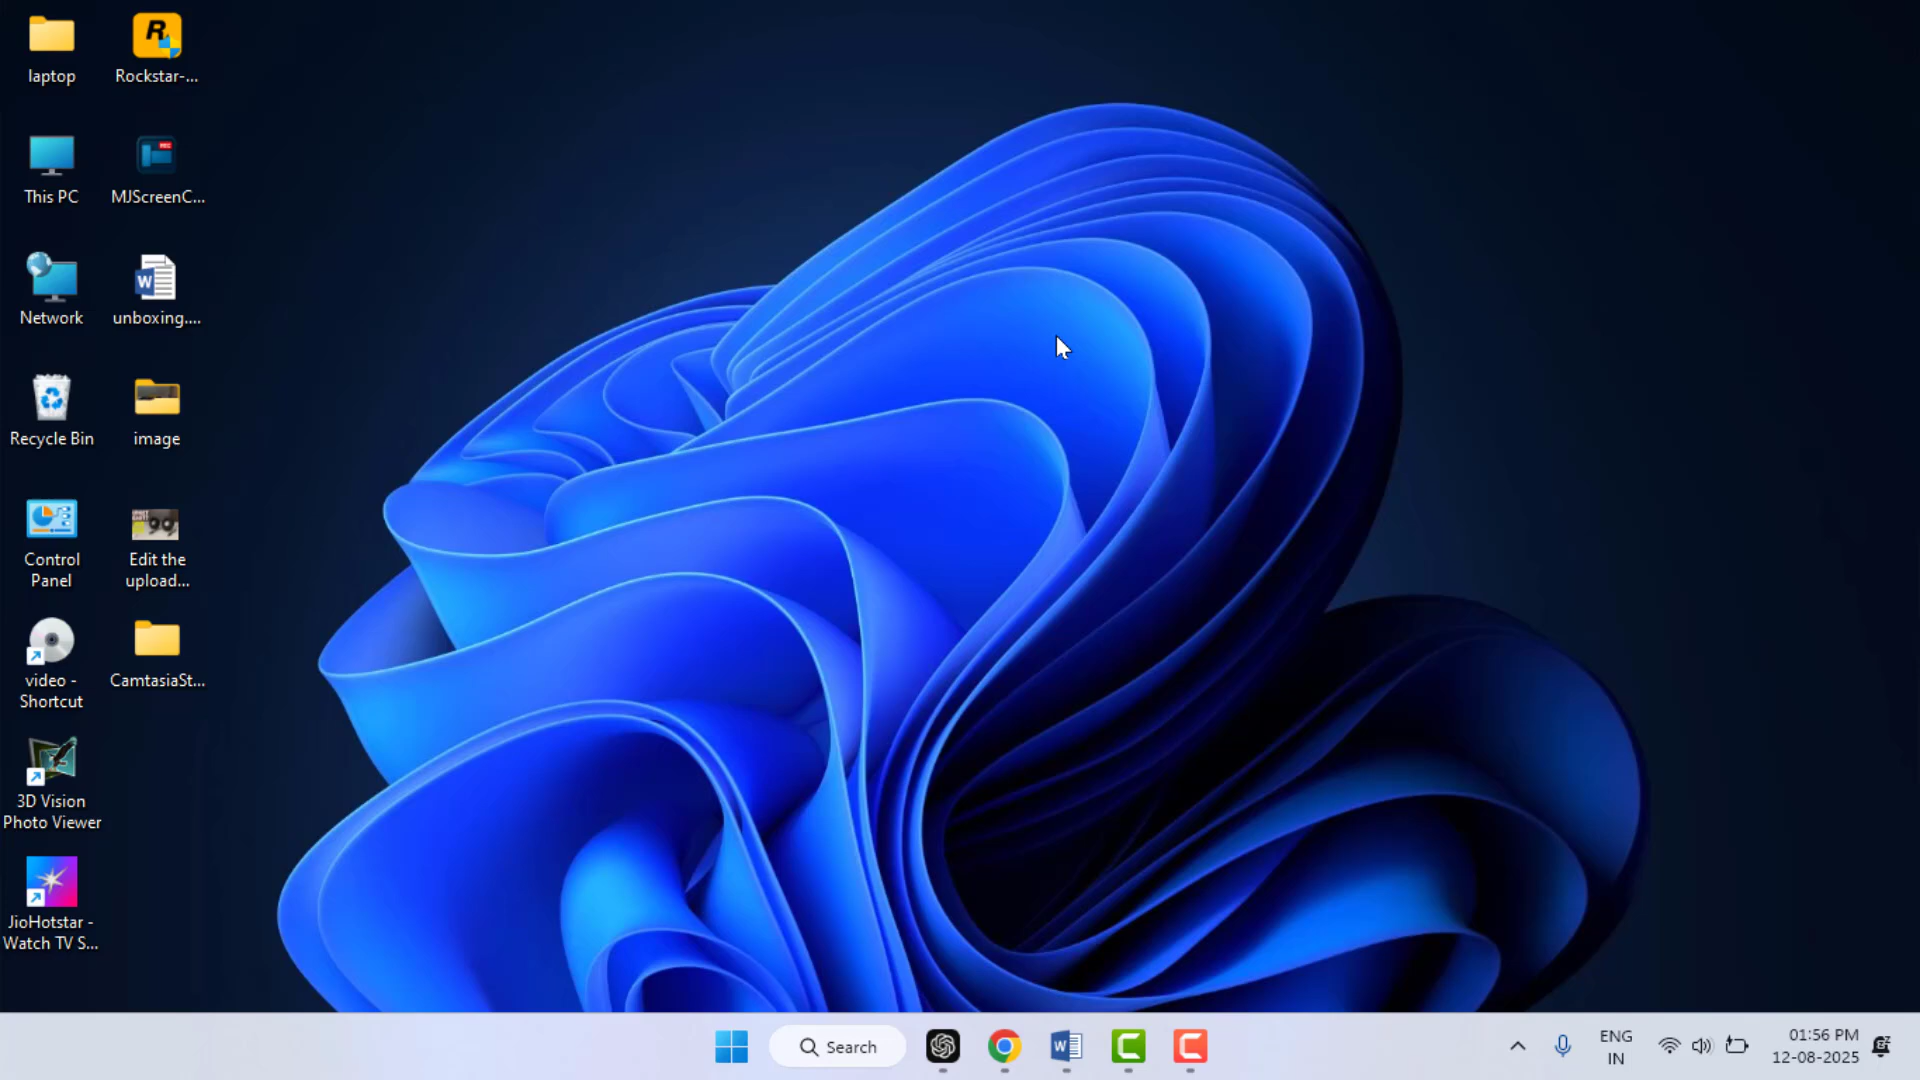 laptop
Rockstar-...
This PC
MJScreenC...
Network
unboxing....
Recycle Bin
image
Control
Panel
Edit the
upload...
video -
Shortcut
CamtasiaSt...
3D Vision
Photo Viewer
JioHotstar -
Watch TV S...
Search
ENG
IN
01:56 PM
12-08-2025